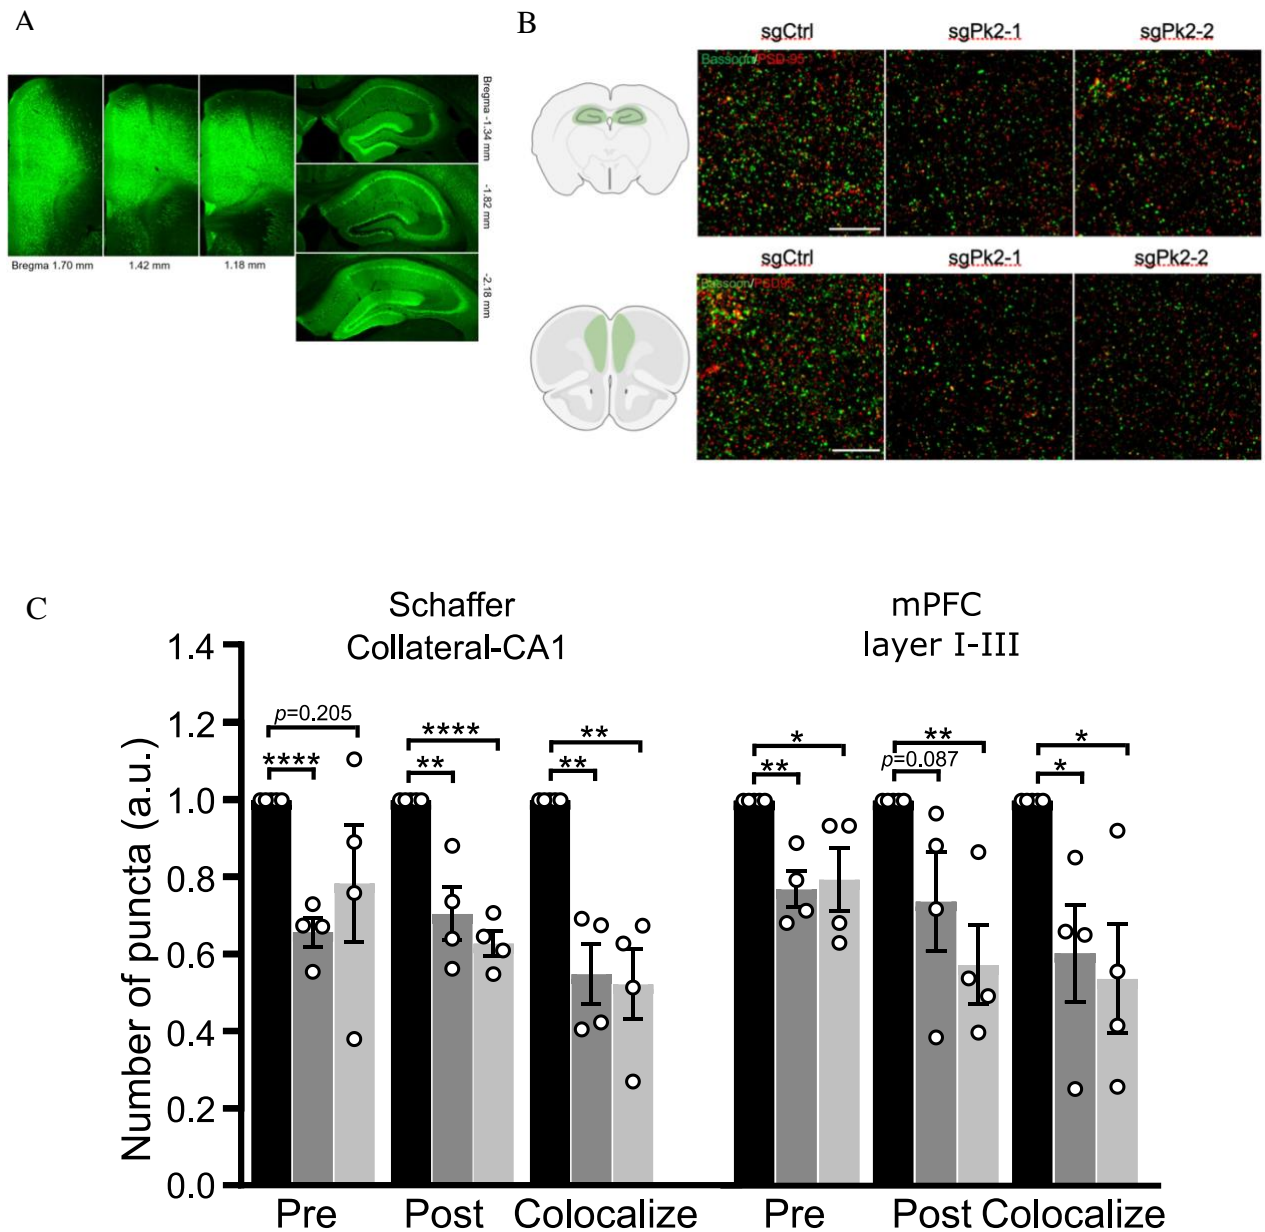 A
Bregma 1.70 mm
1.42 mm
1.18 mm
Bregma -1.34 mm
-1.82 mm
-2.18 mm
B
sgCtrl
sgPk2-1
sgPk2-2
Bassoon/PSD-95
sgCtrl
sgPk2-1
sgPk2-2
Bassoon/PSD95
C
Schaffer
Collateral-CA1
mPFC
layer I-III
Number of puncta (a.u.)
1.4
1.2
1.0
0.8
0.6
0.4
0.2
0.0
p=0.205
****
****
**
**
**
*
**
**
p=0.087
*
*
Pre
Post
Colocalize
Pre
Post
Colocalize